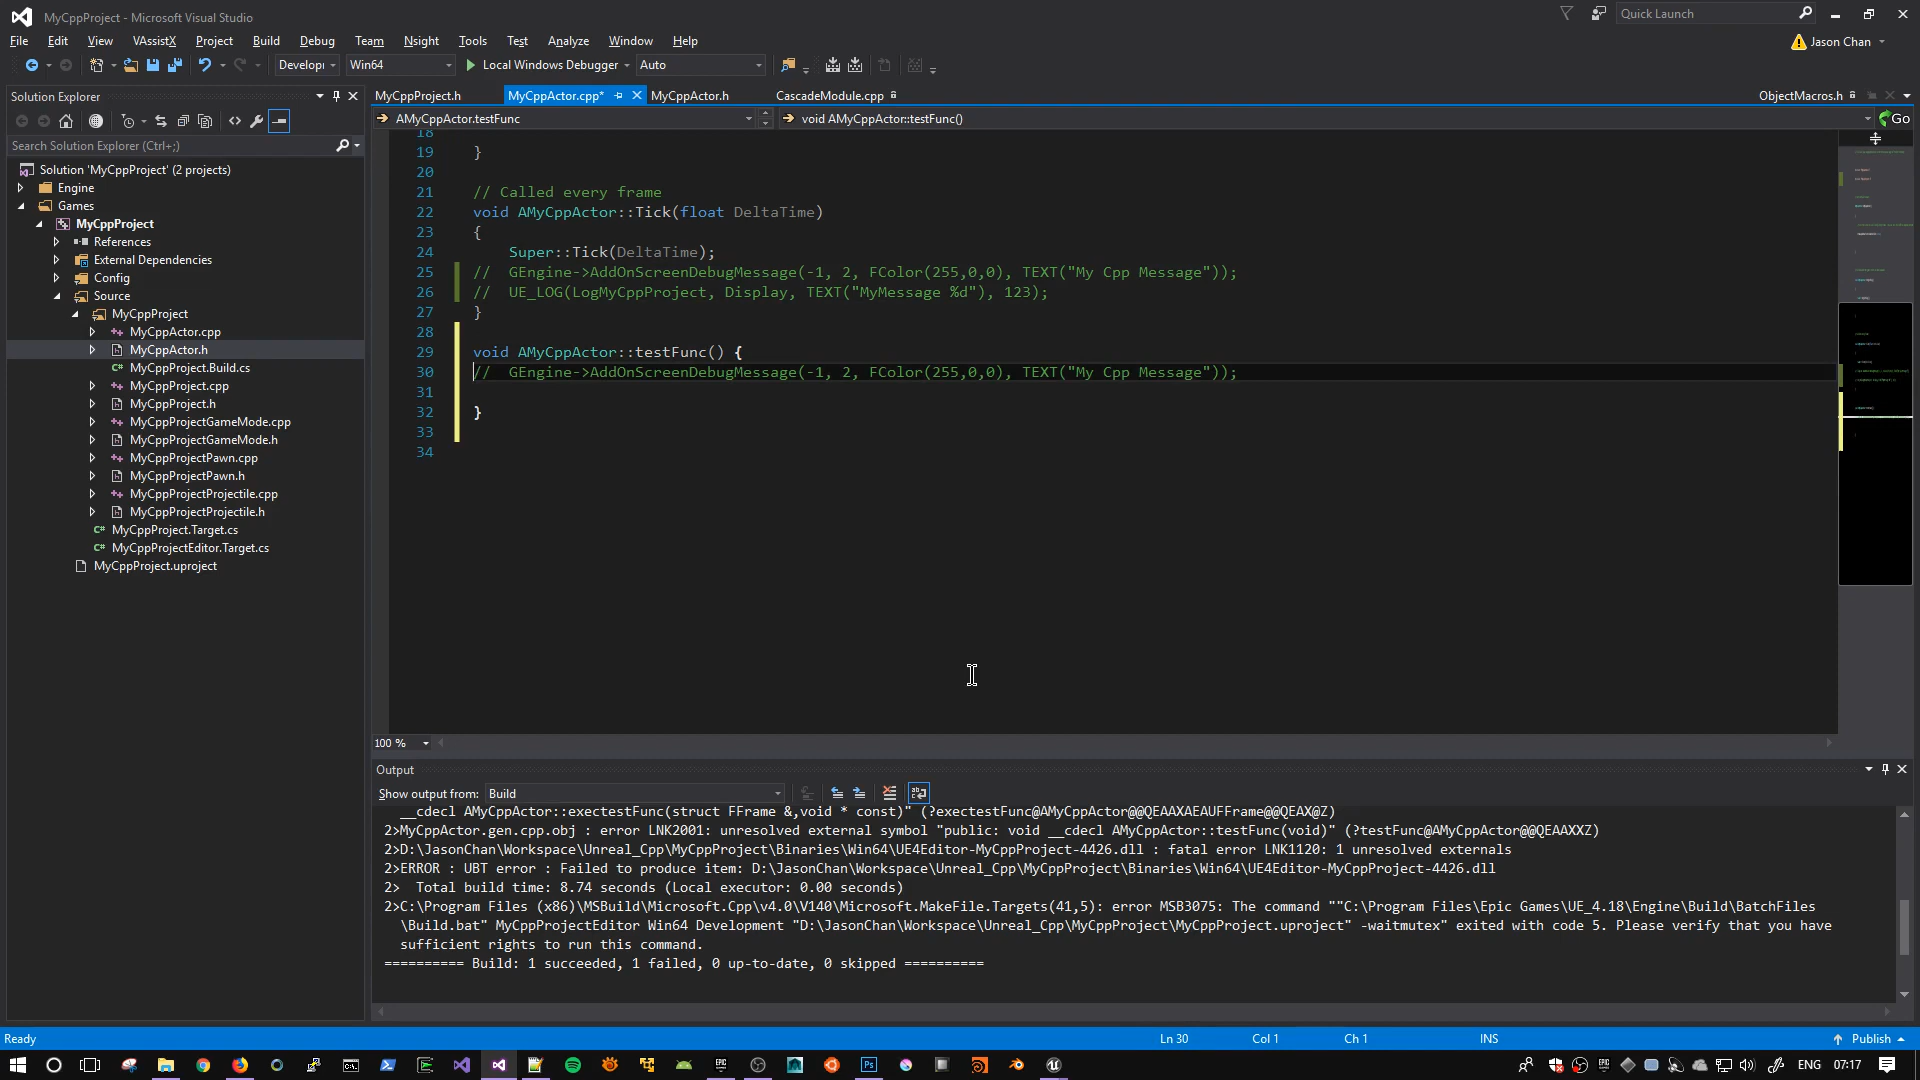 MyCppProject - Microsoft Visual Studio
Quick Launch
File Edit View VAssistX Project Build Debug Team Nsight Tools Test Analyze Window Help
Jason Chan
Develop Win64 Local Windows Debugger Auto
Solution Explorer
Search Solution Explorer (Ctrl+;)
Solution 'MyCppProject' (2 projects)
Engine
Games
MyCppProject
References
External Dependencies
Config
Source
MyCppProject
MyCppActor.cpp
MyCppActor.h
MyCppProject.Build.cs
MyCppProject.cpp
MyCppProject.h
MyCppProjectGameMode.cpp
MyCppProjectGameMode.h
MyCppProjectPawn.cpp
MyCppProjectPawn.h
MyCppProjectProjectile.cpp
MyCppProjectProjectile.h
MyCppProject.Target.cs
MyCppProjectEditor.Target.cs
MyCppProject.uproject
MyCppProject.h MyCppActor.cpp* MyCppActor.h CascadeModule.cpp ObjectMacros.h
AMyCppActor.testFunc void AMyCppActor::testFunc() Go
18
19 }
20
21 // Called every frame
22 void AMyCppActor::Tick(float DeltaTime)
23 {
24 Super::Tick(DeltaTime);
25 // GEngine->AddOnScreenDebugMessage(-1, 2, FColor(255,0,0), TEXT("My Cpp Message"));
26 // UE_LOG(LogMyCppProject, Display, TEXT("MyMessage %d"), 123);
27 }
28
29 void AMyCppActor::testFunc() {
30 // GEngine->AddOnScreenDebugMessage(-1, 2, FColor(255,0,0), TEXT("My Cpp Message"));
31
32 }
33
34
100 %
Output
Show output from: Build
__cdecl AMyCppActor::exectestFunc(struct FFrame &,void * const)" (?exectestFunc@AMyCppActor@@QEAAXAEAUFFrame@@QEAX@Z)
2>MyCppActor.gen.cpp.obj : error LNK2001: unresolved external symbol "public: void __cdecl AMyCppActor::testFunc(void)" (?testFunc@AMyCppActor@@QEAAXXZ)
2>D:\JasonChan\Workspace\Unreal_Cpp\MyCppProject\Binaries\Win64\UE4Editor-MyCppProject-4426.dll : fatal error LNK1120: 1 unresolved externals
2>ERROR : UBT error : Failed to produce item: D:\JasonChan\Workspace\Unreal_Cpp\MyCppProject\Binaries\Win64\UE4Editor-MyCppProject-4426.dll
2> Total build time: 8.74 seconds (Local executor: 0.00 seconds)
2>C:\Program Files (x86)\MSBuild\Microsoft.Cpp\v4.0\V140\Microsoft.MakeFile.Targets(41,5): error MSB3075: The command ""C:\Program Files\Epic Games\UE_4.18\Engine\Build\BatchFiles
\Build.bat" MyCppProjectEditor Win64 Development "D:\JasonChan\Workspace\Unreal_Cpp\MyCppProject\MyCppProject.uproject" -waitmutex" exited with code 5. Please verify that you have
sufficient rights to run this command.
========== Build: 1 succeeded, 1 failed, 0 up-to-date, 0 skipped ==========
Ready Ln 30 Col 1 Ch 1 INS Publish
ENG 07:17